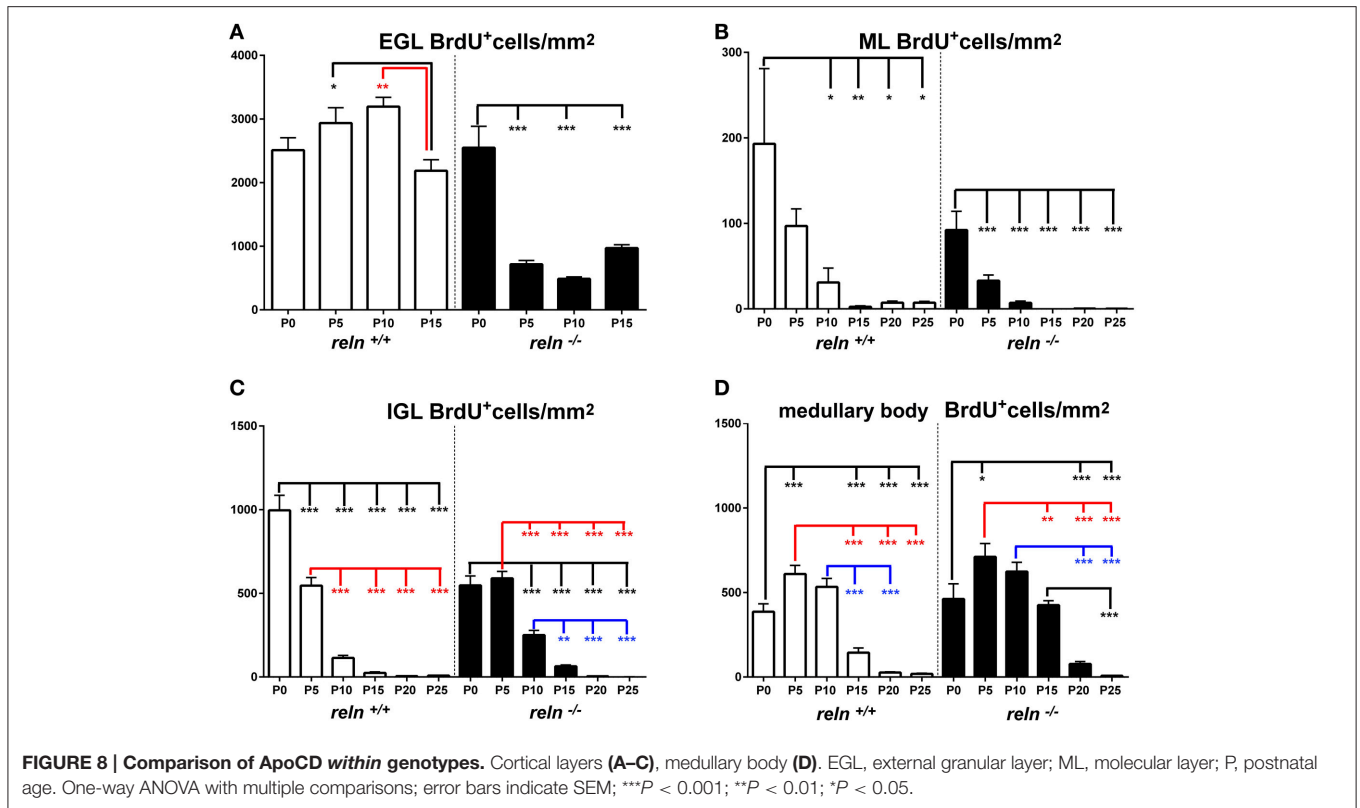 A
EGL BrdU⁺cells/mm²
4000
3000
2000
1000
0
* **
*** *** ***
P0 P5 P10 P15 P0 P5 P10 P15
reln +/+ reln -/-
B
ML BrdU⁺cells/mm²
300
200
100
0
* ** * *
*** *** *** *** ***
P0 P5 P10 P15 P20 P25 P0 P5 P10 P15 P20 P25
reln +/+ reln -/-
C
IGL BrdU⁺cells/mm²
1500
1000
500
0
*** *** *** *** ***
*** *** *** ***
*** *** *** ***
*** *** *** ***
** *** ***
P0 P5 P10 P15 P20 P25 P0 P5 P10 P15 P20 P25
reln +/+ reln -/-
D
medullary body BrdU⁺cells/mm²
1500
1000
500
0
*** *** *** ***
*** *** ***
*** ***
* *** ***
** *** ***
*** ***
***
P0 P5 P10 P15 P20 P25 P0 P5 P10 P15 P20 P25
reln +/+ reln -/-
FIGURE 8 | Comparison of ApoCD within genotypes. Cortical layers (A–C), medullary body (D). EGL, external granular layer; ML, molecular layer; P, postnatal
age. One-way ANOVA with multiple comparisons; error bars indicate SEM; ***P < 0.001; **P < 0.01; *P < 0.05.